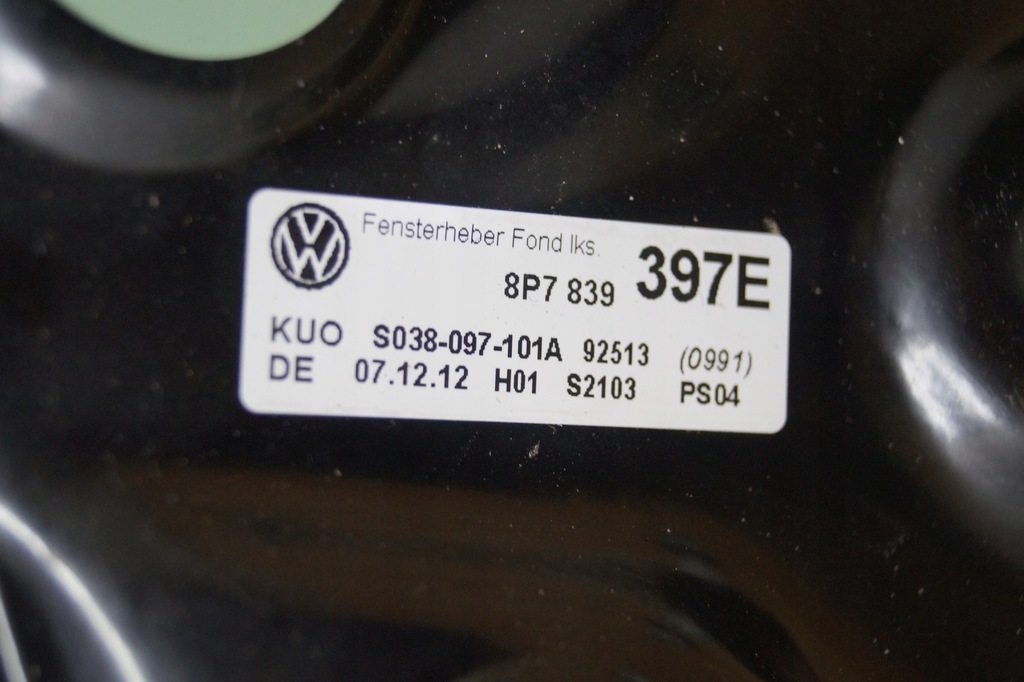 Fensterheber Fond lks.
8P7 839 397E
KUO S038-097-101A 92513 (0991)
DE 07.12.12 H01 S2103 PS04